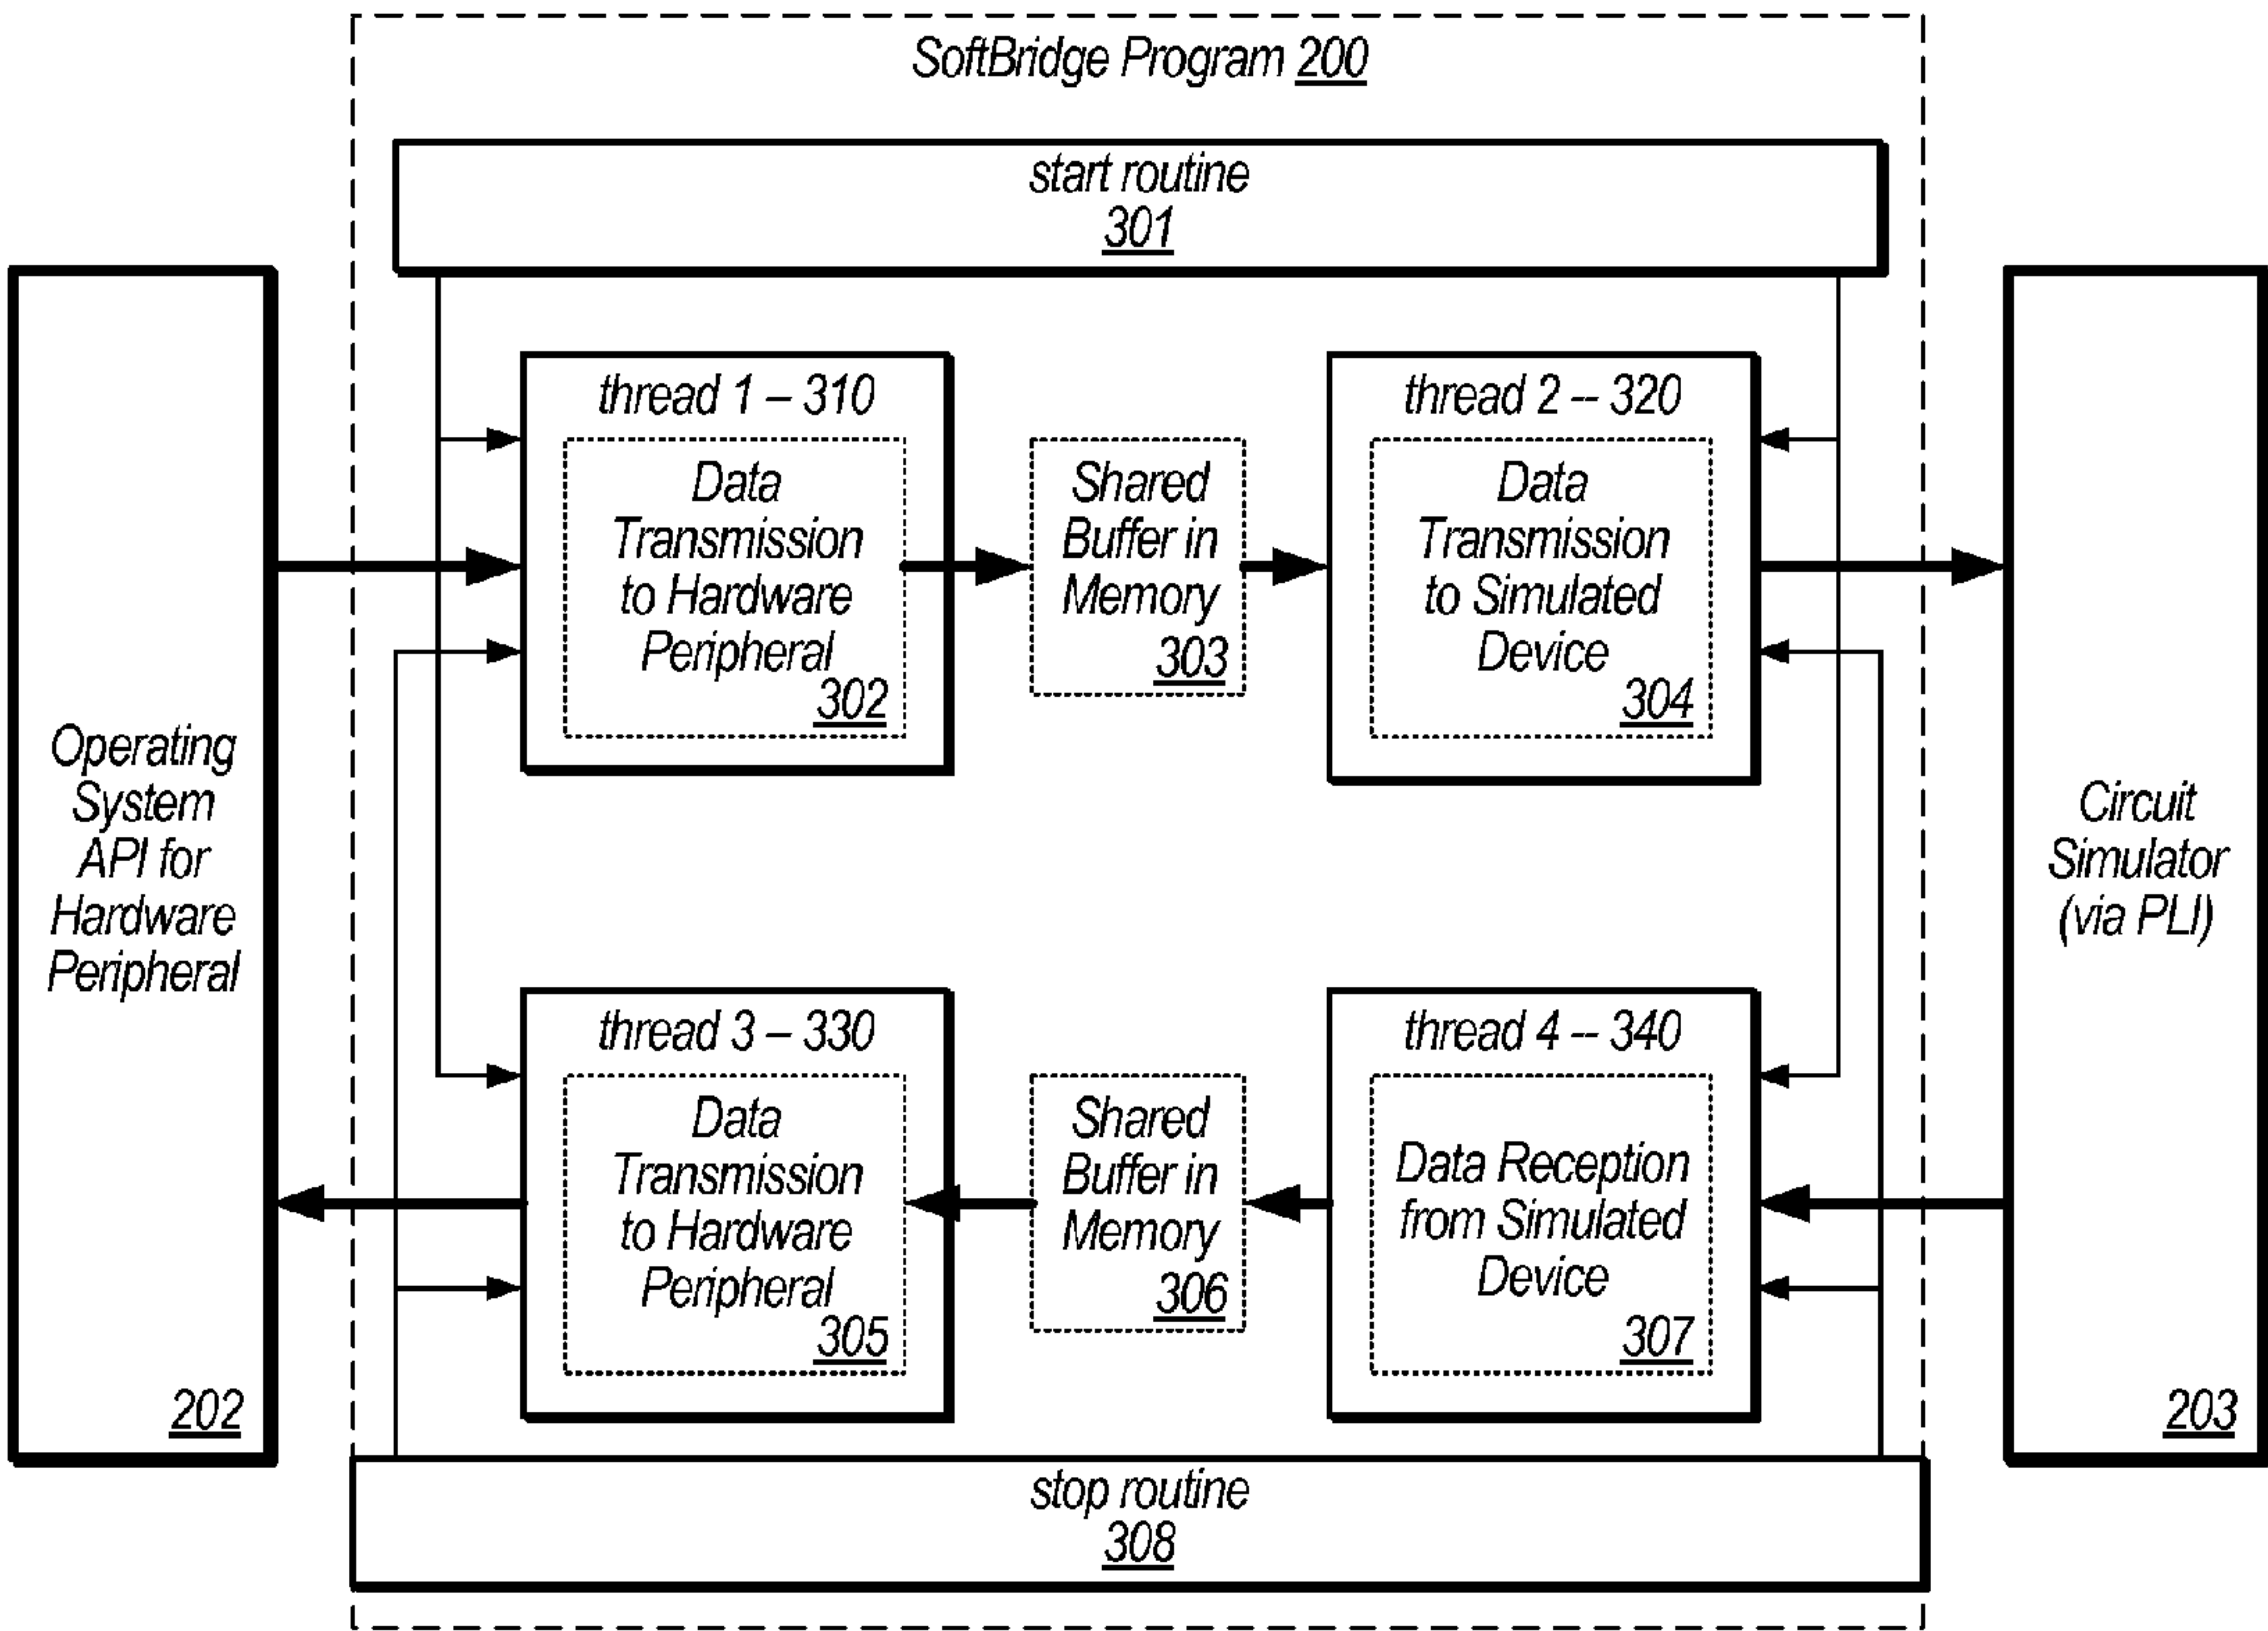 SoftBridge Program 200
start routine
301
Operating
System
API for
Hardware
Peripheral
202
thread 1 – 310
Data
Transmission
to Hardware
Peripheral
302
Shared
Buffer in
Memory
303
thread 2 -- 320
Data
Transmission
to Simulated
Device
304
thread 3 – 330
Data
Transmission
to Hardware
Peripheral
305
Shared
Buffer in
Memory
306
thread 4 -- 340
Data Reception
from Simulated
Device
307
Circuit
Simulator
(via PLI)
203
stop routine
308